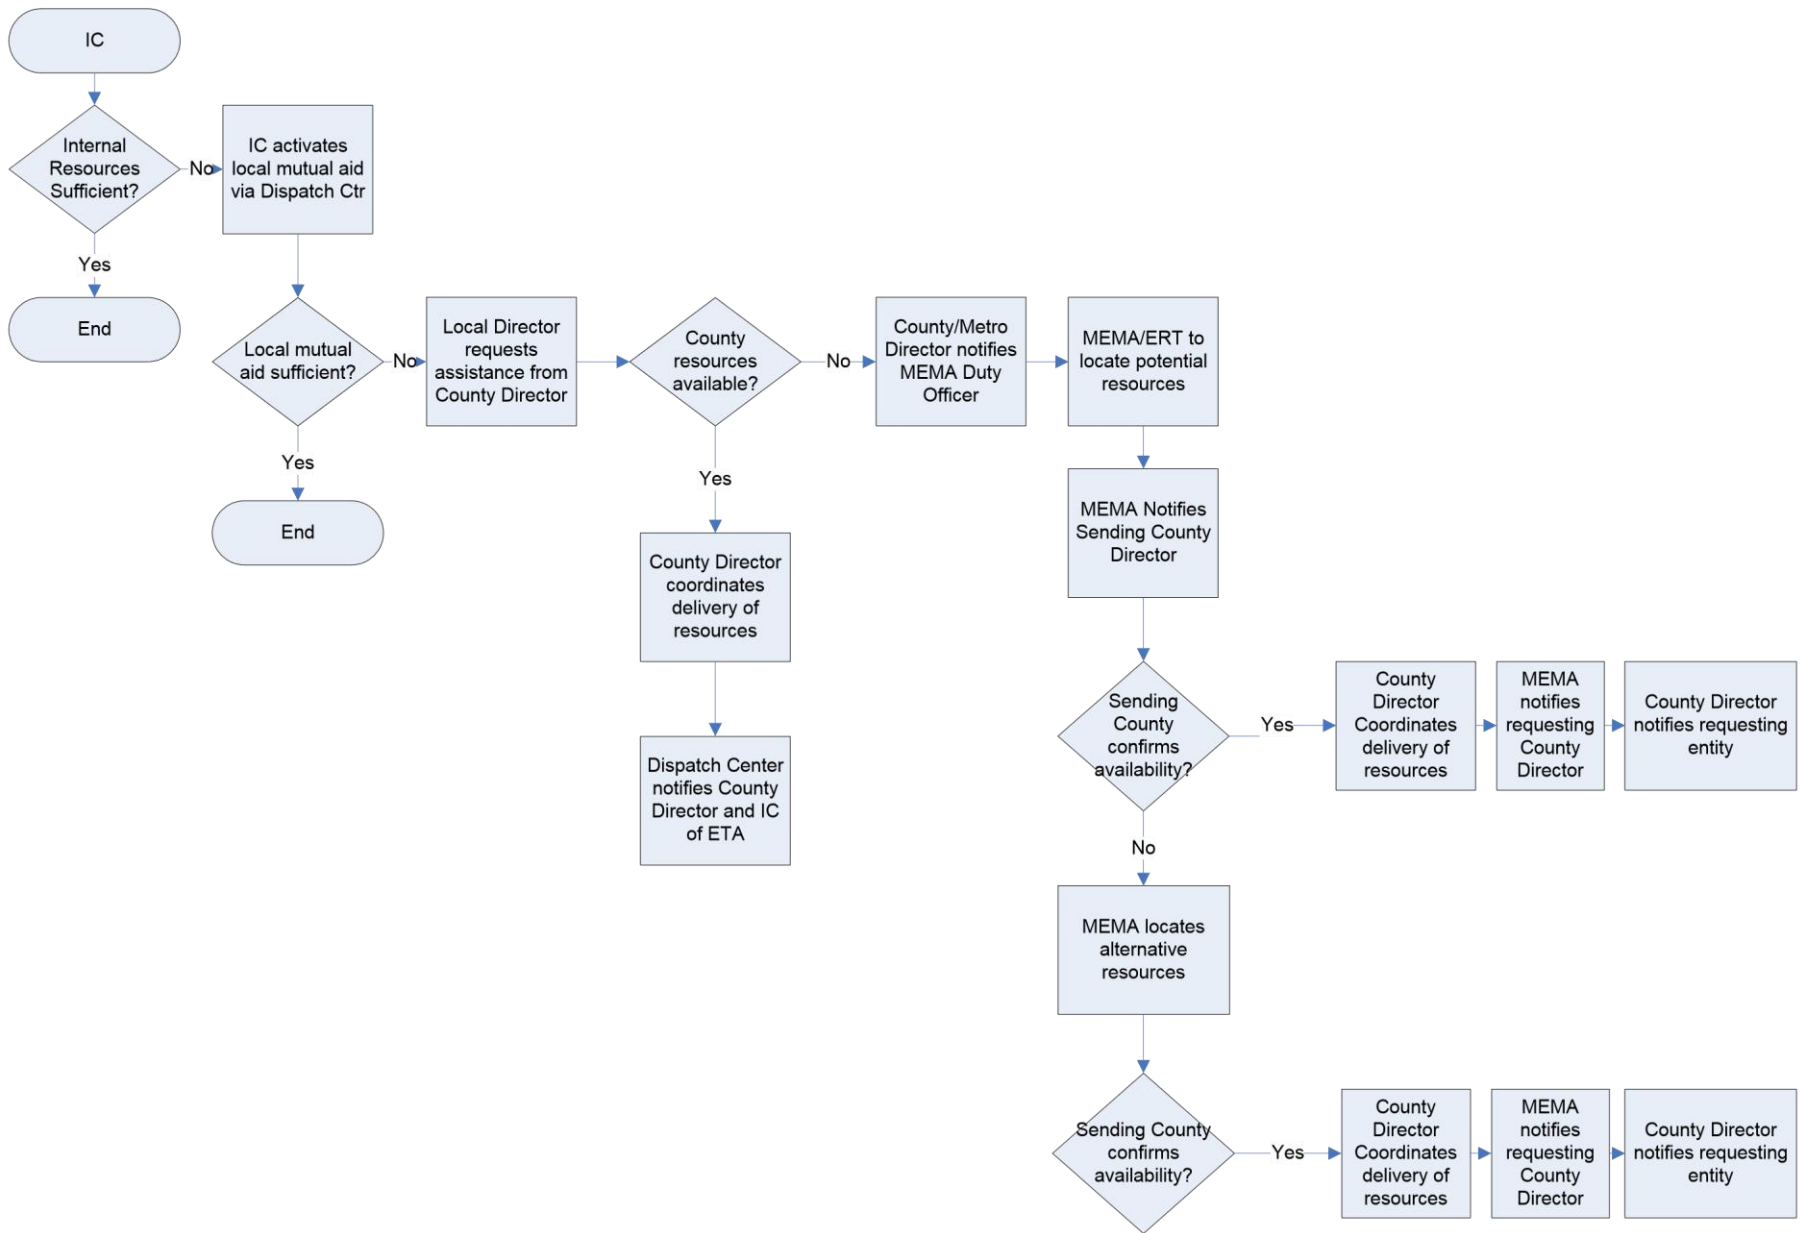 IC
Internal
Resources
Sufficient?
No
IC activates
local mutual aid
via Dispatch Ctr
Yes
End
Local mutual
aid sufficient?
No
Local Director
requests
assistance from
County Director
County
resources
available?
No
County/Metro
Director notifies
MEMA Duty
Officer
MEMA/ERT to
locate potential
resources
Yes
End
Yes
County Director
coordinates
delivery of
resources
Dispatch Center
notifies County
Director and IC
of ETA
MEMA Notifies
Sending County
Director
Sending
County
confirms
availability?
Yes
County
Director
Coordinates
delivery of
resources
MEMA
notifies
requesting
County
Director
County Director
notifies requesting
entity
No
MEMA locates
alternative
resources
Sending County
confirms
availability?
Yes
County
Director
Coordinates
delivery of
resources
MEMA
notifies
requesting
County
Director
County Director
notifies requesting
entity